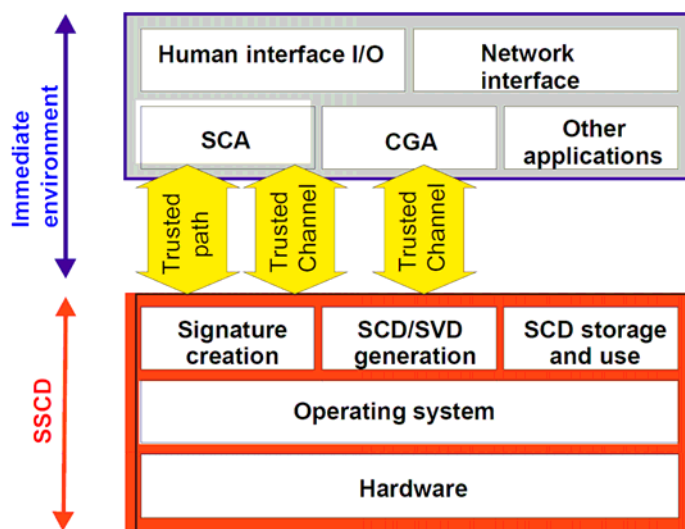 Immediate
environment
Human interface I/O
Network
interface
SCA
CGA
Other
applications
Trusted
path
Trusted
Channel
Trusted
Channel
SSCD
Signature
creation
SCD/SVD
generation
SCD storage
and use
Operating system
Hardware